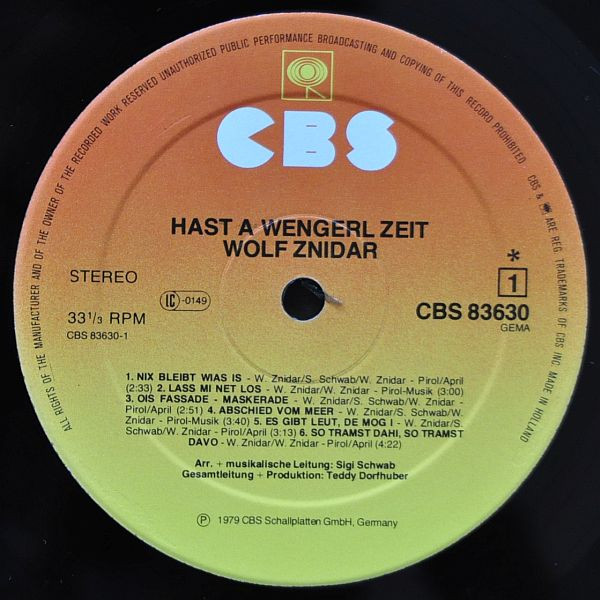 ALL RIGHTS OF THE MANUFACTURER AND OF THE OWNER OF THE RECORDED WORK RESERVED UNAUTHORIZED PUBLIC PERFORMANCE BROADCASTING AND COPYING OF THIS RECORD PROHIBITED.
CBS & ARE REG. TRADEMARKS OF CBS INC. MADE IN HOLLAND
CBS
HAST A WENGERL ZEIT
WOLF ZNIDAR
STEREO
IC -0149
33 1/3 RPM
CBS 83630-1
*
1
CBS 83630
GEMA
1. NIX BLEIBT WIAS IS - W. Znidar/S. Schwab/W. Znidar - Pirol/April
(2:33) 2. LASS MI NET LOS - W. Znidar/W. Znidar - Pirol-Musik (3:00)
3. OIS FASSADE - MASKERADE - W. Znidar/S. Schwab/W. Znidar -
Pirol/April (2:51) 4. ABSCHIED VOM MEER - W. Znidar/W. Znidar
- Pirol-Musik (3:40) 5. ES GIBT LEUT, DE MOG I - W. Znidar/S.
Schwab/W. Znidar - Pirol/April (3:13) 6. SO TRAMST DAHI, SO TRAMST
DAVO - W. Znidar/W. Znidar - Pirol/April (4:22)
Arr. + musikalische Leitung: Sigi Schwab
Gesamtleitung + Produktion: Teddy Dorfhuber
Ⓟ 1979 CBS Schallplatten GmbH, Germany